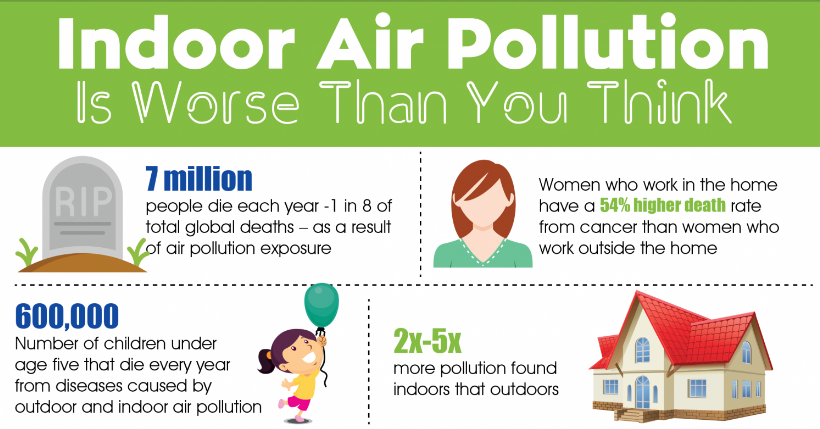 Indoor Air Pollution
Is Worse Than You Think
RIP
7 million
people die each year -1 in 8 of
total global deaths – as a result
of air pollution exposure
Women who work in the home
have a 54% higher death rate
from cancer than women who
work outside the home
600,000
Number of children under
age five that die every year
from diseases caused by
outdoor and indoor air pollution
2x-5x
more pollution found
indoors that outdoors